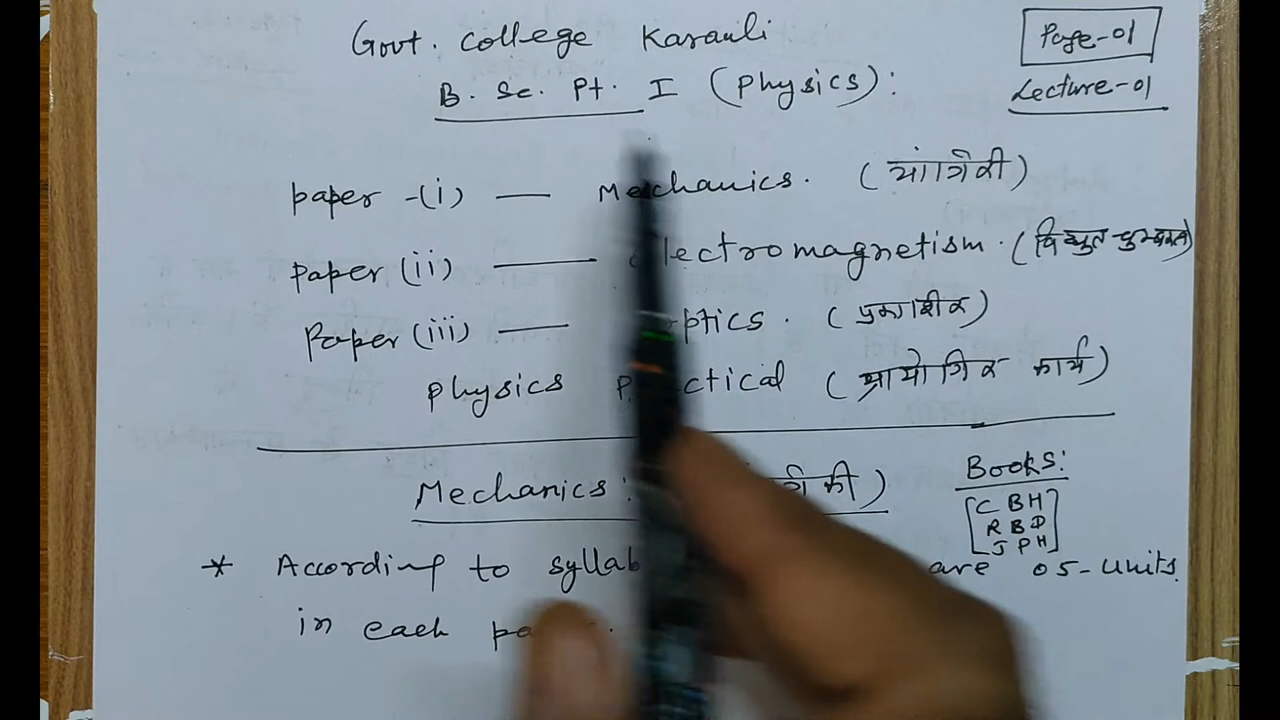 Govt. College Karauli
Page-01
B. Sc. Pt. I (Physics):
Lecture-01
paper -(i) — Mechanics. (यांत्रिकी)
paper (ii) — lectromagnetism. (विद्युत-चुम्बकत्व)
Paper (iii) — ptics. (प्रकाशीक)
physics P ctical (प्रायोगिक कार्य)
Books:
Mechanics:
C BH
R B D
J P H
* According to syllab are 05-units.
in each